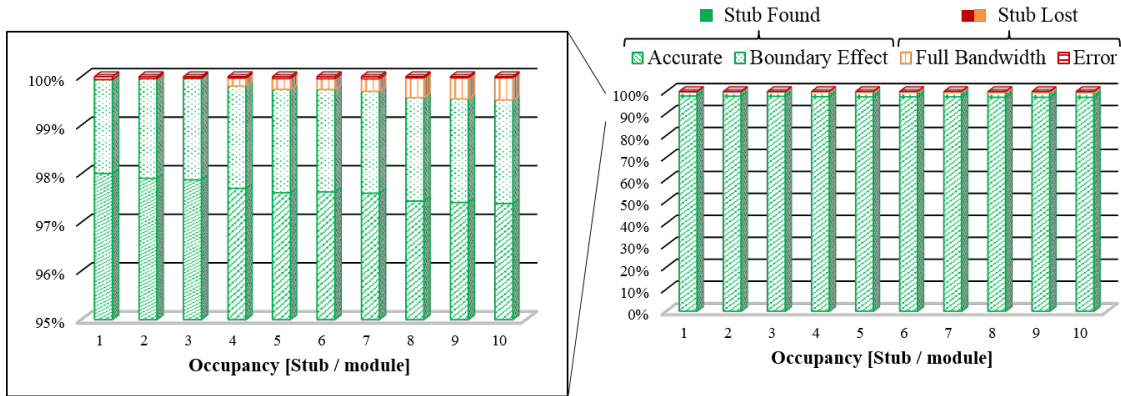 Stub Found Stub Lost
Accurate Boundary Effect Full Bandwidth Error
100%
99%
98%
97%
96%
95%
1 2 3 4 5 6 7 8 9 10
Occupancy [Stub / module]
100%
90%
80%
70%
60%
50%
40%
30%
20%
10%
0%
1 2 3 4 5 6 7 8 9 10
Occupancy [Stub / module]